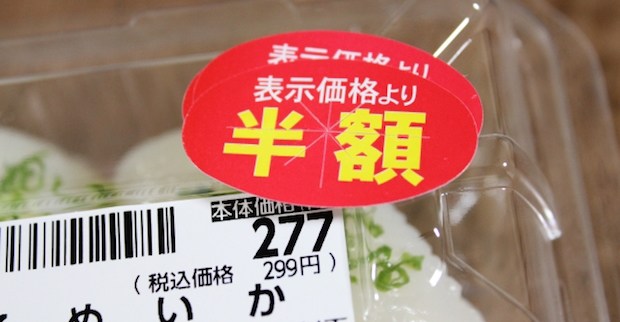 表示価格より
表示価格より
半額
本体価格
277
(税込価格 299円)
めいか